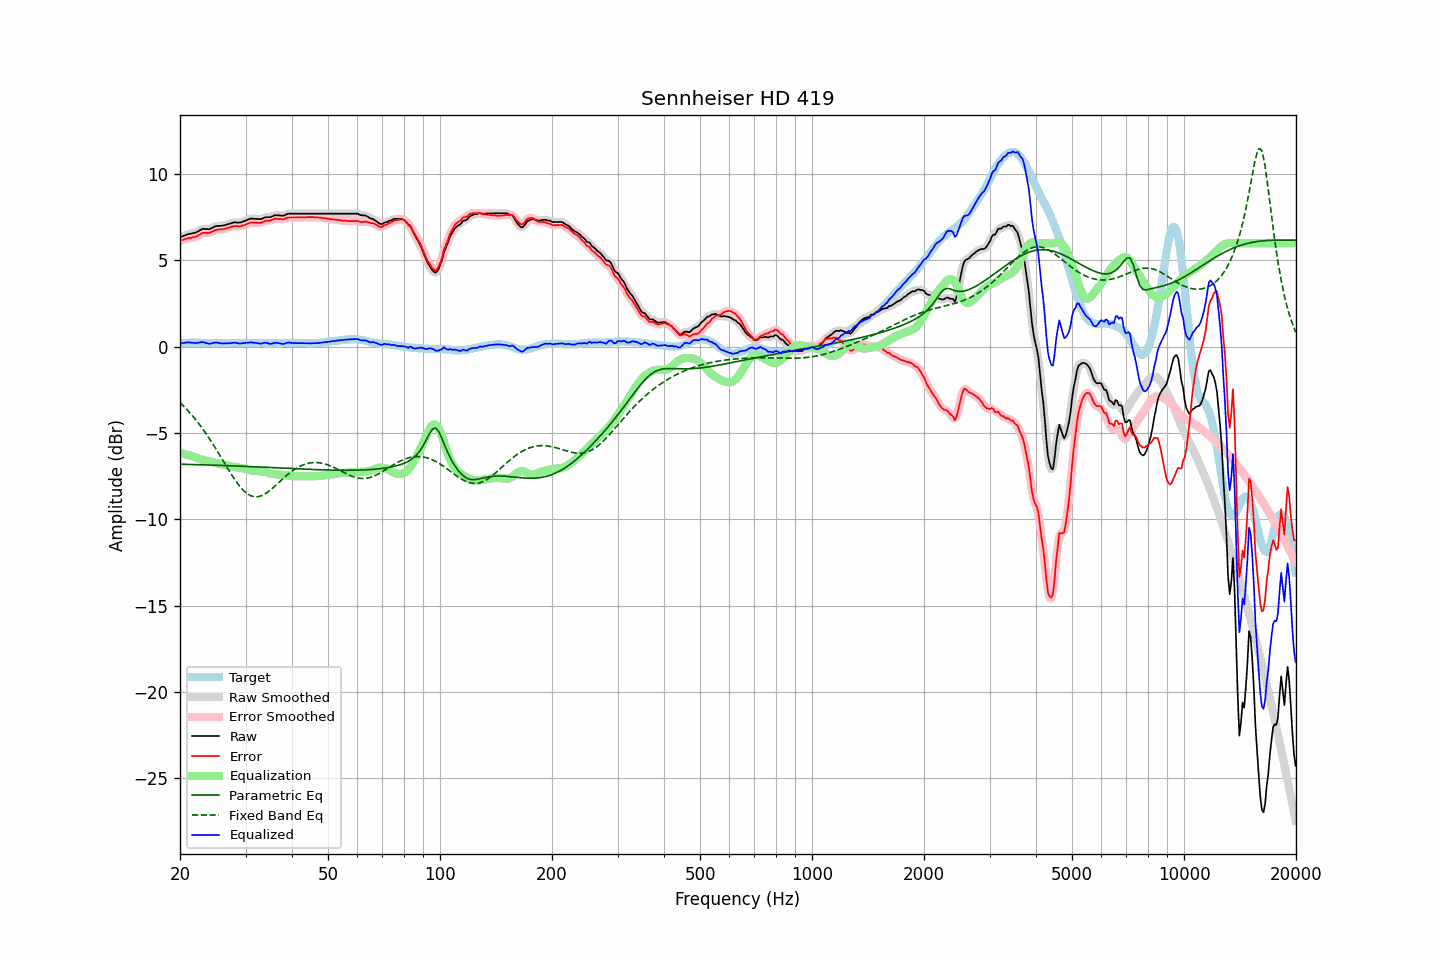 Sennheiser HD 419
Amplitude (dBr)
10
5
0
−5
−10
−15
−20
−25
Target
Raw Smoothed
Error Smoothed
Raw
Error
Equalization
Parametric Eq
Fixed Band Eq
Equalized
20 50 100 200 500 1000 2000 5000 10000 20000
Frequency (Hz)